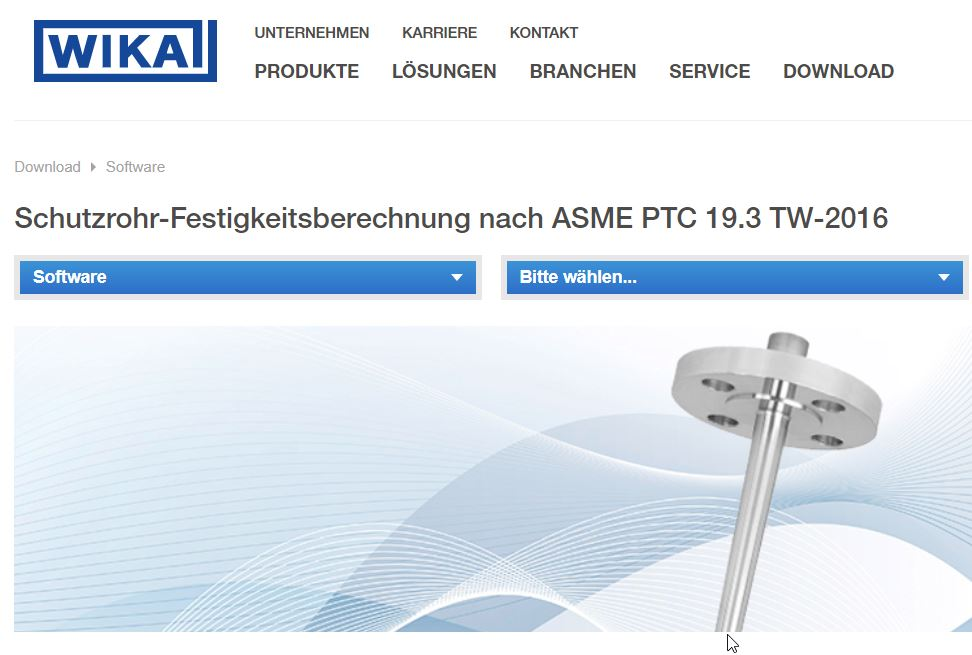 WIKA
UNTERNEHMEN KARRIERE KONTAKT
PRODUKTE LÖSUNGEN BRANCHEN SERVICE DOWNLOAD
Download Software
Schutzrohr-Festigkeitsberechnung nach ASME PTC 19.3 TW-2016
Software Bitte wählen...